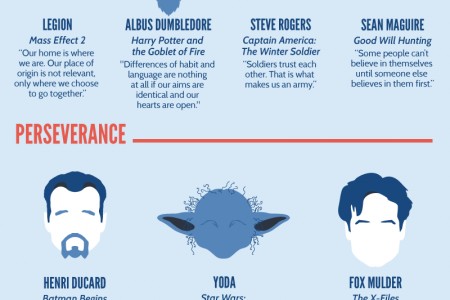 LEGION
Mass Effect 2
"Our home is where
we are. Our place of
origin is not relevant,
only where we choose
to go together."
ALBUS DUMBLEDORE
Harry Potter and
the Goblet of Fire
"Differences of habit and
language are nothing
at all if our aims are
identical and our
hearts are open."
STEVE ROGERS
Captain America:
The Winter Soldier
"Soldiers trust each
other. That is what
makes us an army."
SEAN MAGUIRE
Good Will Hunting
"Some people can't
believe in themselves
until someone else
believes in them first."
PERSEVERANCE
HENRI DUCARD
Batman Begins
YODA
Star Wars:
FOX MULDER
The X-Files